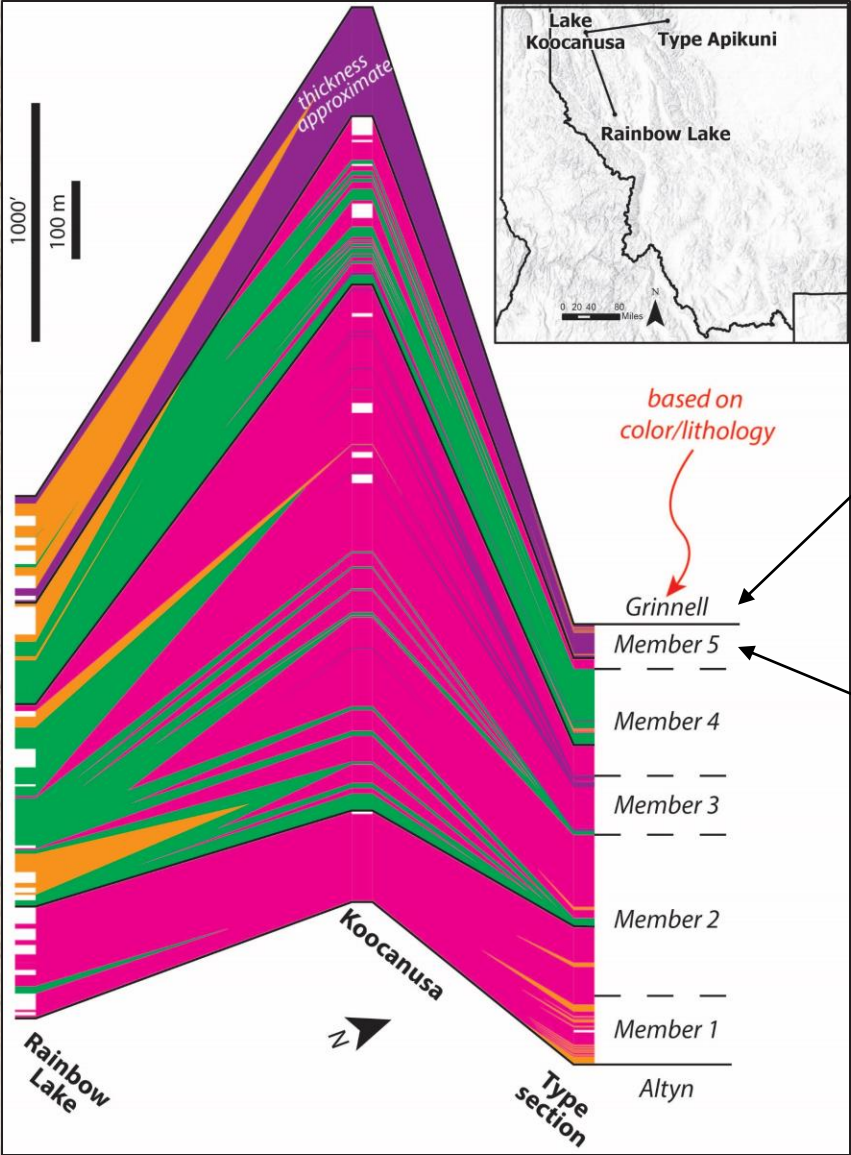 Lake
Koocanusa
Type Apikuni
Rainbow Lake
N
0 20 40 80
Miles
thickness
approximate
1000'
100 m
based on
color/lithology
Grinnell
Member 5
Member 4
Member 3
Member 2
Member 1
Altyn
Koocanusa
N
Rainbow
Lake
Type
section